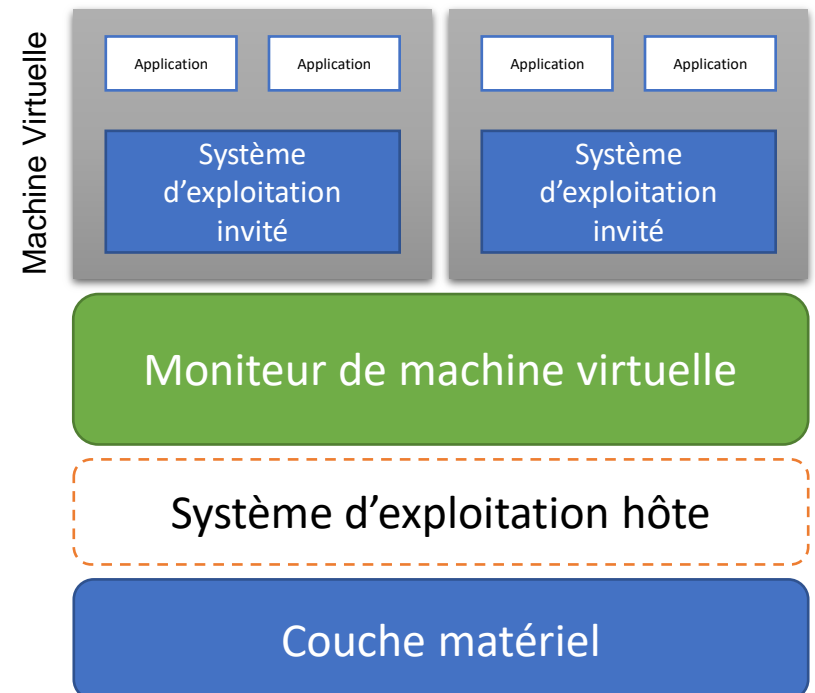 Machine Virtuelle
Application
Application
Application
Application
Système
d’exploitation
invité
Système
d’exploitation
invité
Moniteur de machine virtuelle
Système d’exploitation hôte
Couche matériel